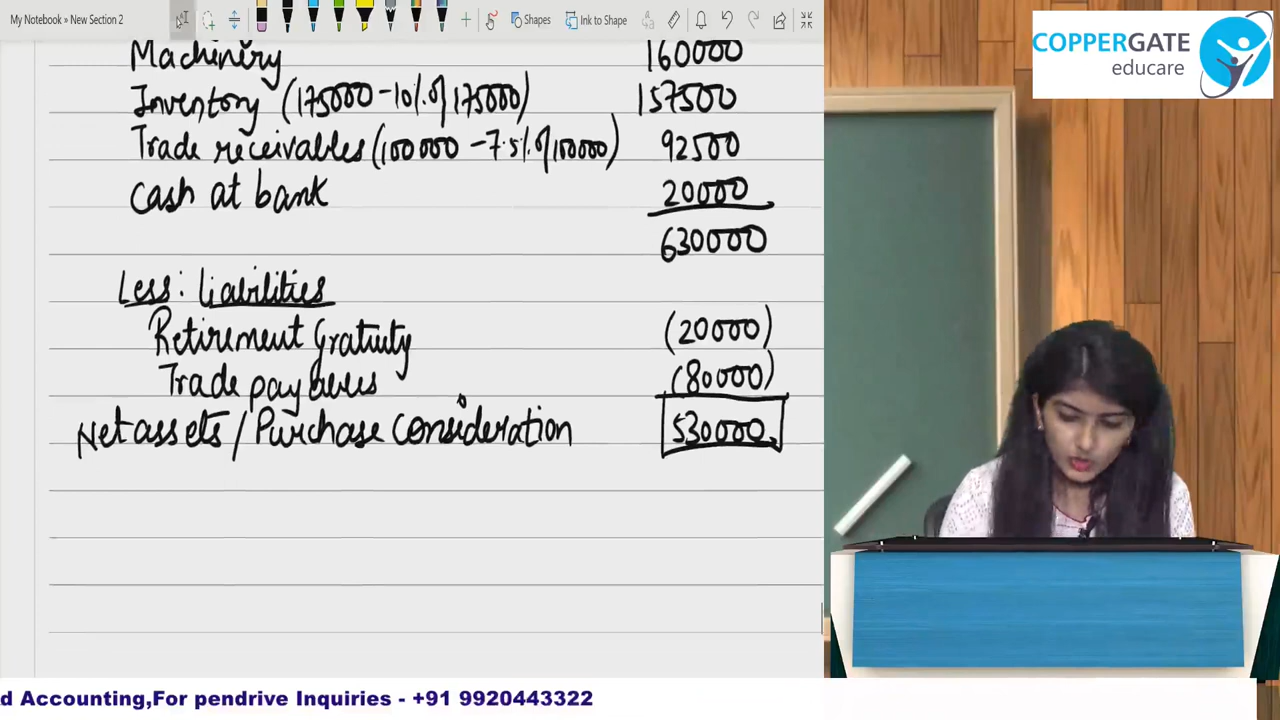 My Notebook » New Section 2
Shapes
Ink to Shape
COPPERGATE
educare
Machinery 160000
Inventory (175000 - 10% of 175000) 157500
Trade receivables (100000 - 7.5% of 100000) 92500
Cash at bank 20000
630000
Less: Liabilities
Retirement Gratiuty (20000)
Trade payables (80000)
Net assets / Purchase consideration 530000
d Accounting,For pendrive Inquiries - +91 9920443322